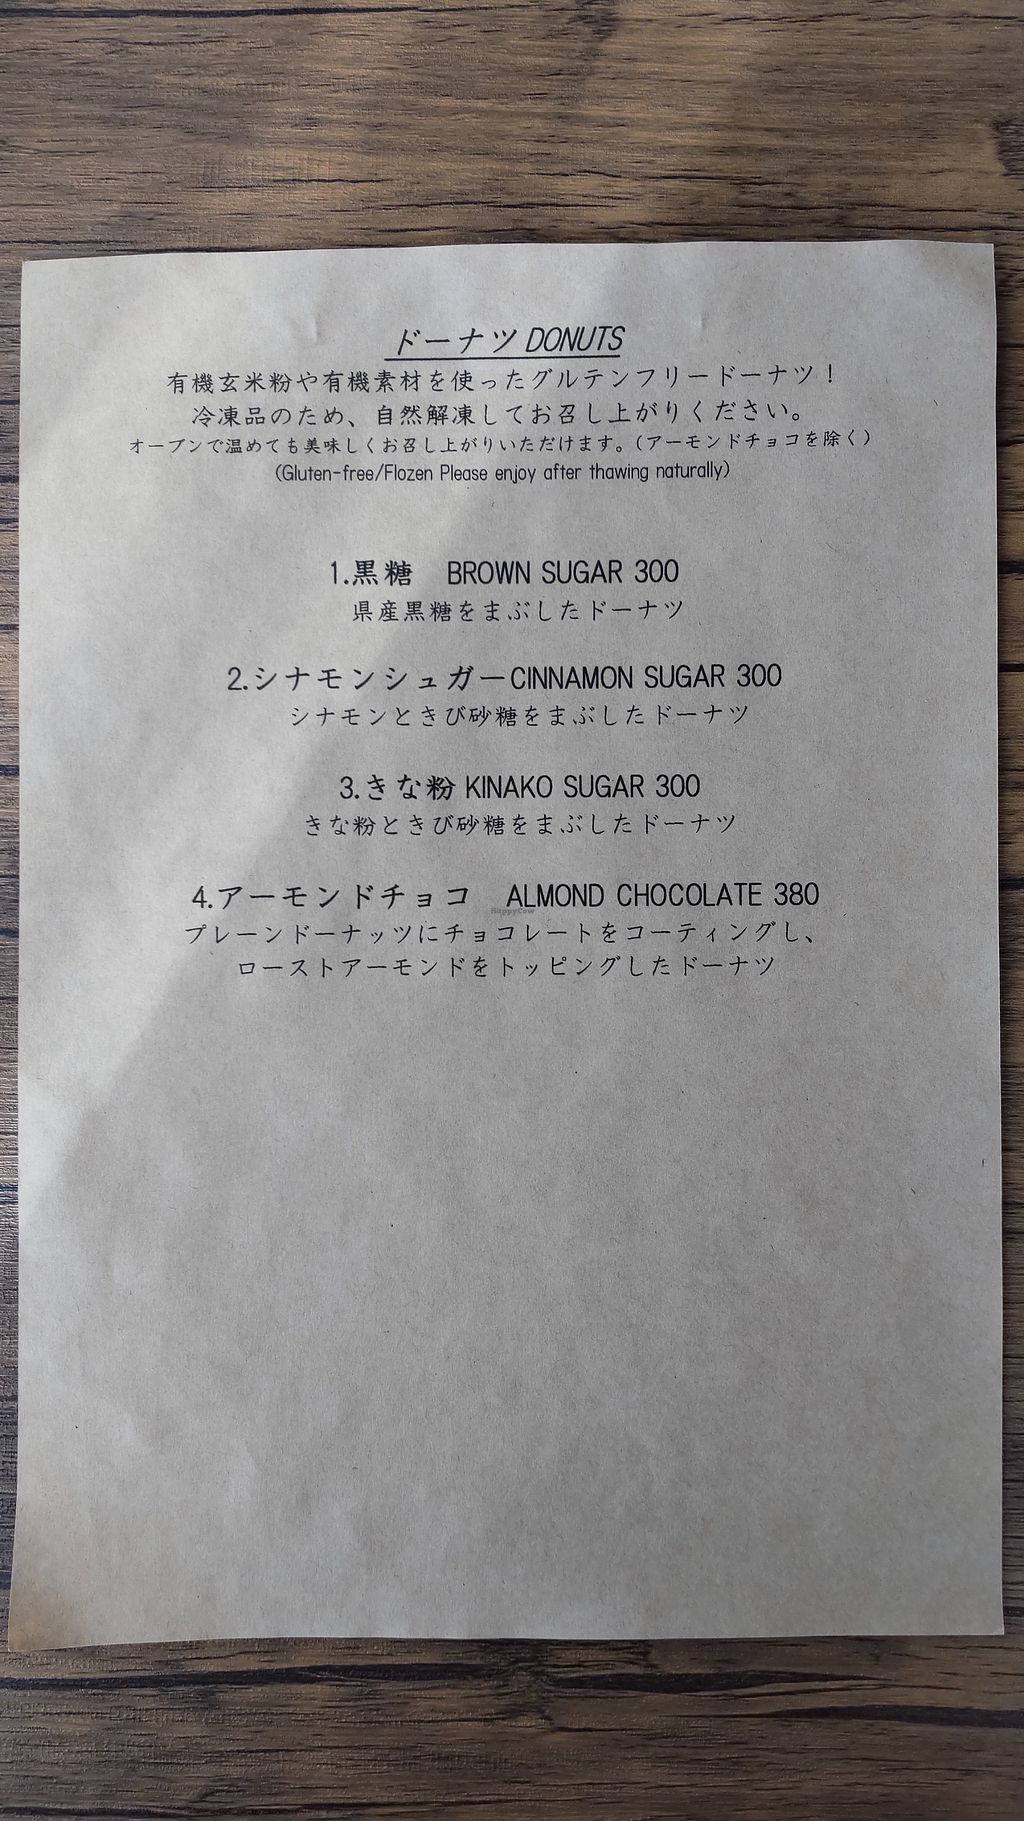 ドーナツ DONUTS
有機玄米粉や有機素材を使ったグルテンフリードーナツ！
冷凍品のため、自然解凍してお召し上がりください。
オーブンで温めても美味しくお召し上がりいただけます。（アーモンドチョコを除く）
(Gluten-free/Flozen Please enjoy after thawing naturally)
1.黒糖　BROWN SUGAR 300
県産黒糖をまぶしたドーナツ
2.シナモンシュガーCINNAMON SUGAR 300
シナモンときび砂糖をまぶしたドーナツ
3.きな粉 KINAKO SUGAR 300
きな粉ときび砂糖をまぶしたドーナツ
4.アーモンドチョコ　ALMOND CHOCOLATE 380
HappyCow
プレーンドーナッツにチョコレートをコーティングし、
ローストアーモンドをトッピングしたドーナツ